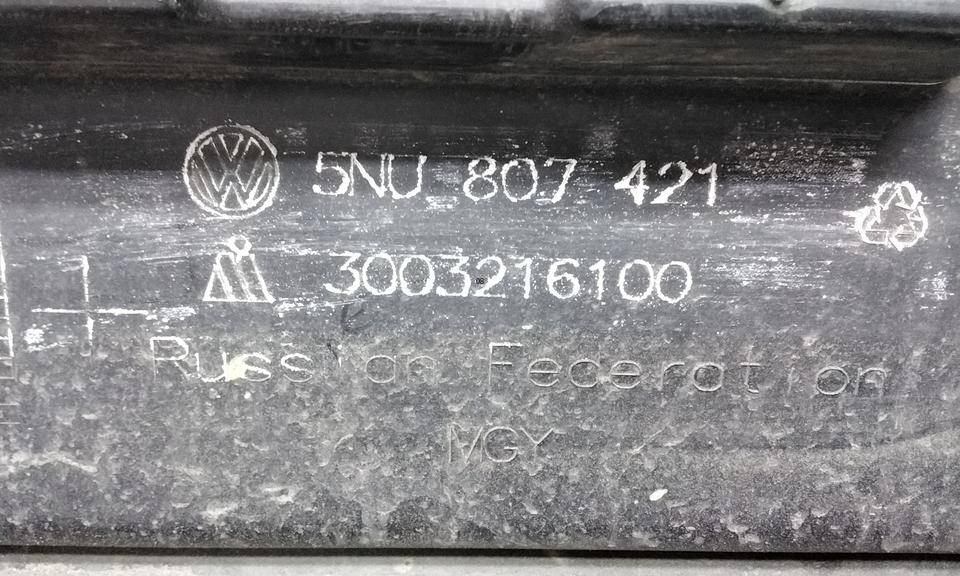 5NU 807 421
3003216100
Russian Federation
MGY